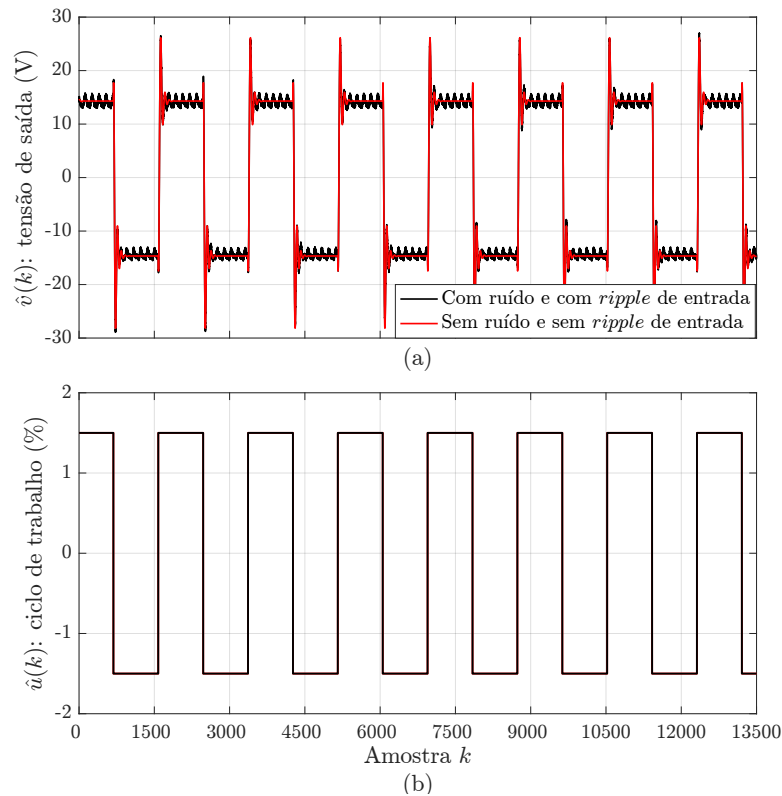 30
20
10
0
-10
-20
-30
v̂(k): tensão de saída (V)
Com ruído e com ripple de entrada
Sem ruído e sem ripple de entrada
(a)
2
1
0
-1
-2
û(k): ciclo de trabalho (%)
0 1500 3000 4500 6000 7500 9000 10500 12000 13500
Amostra k
(b)